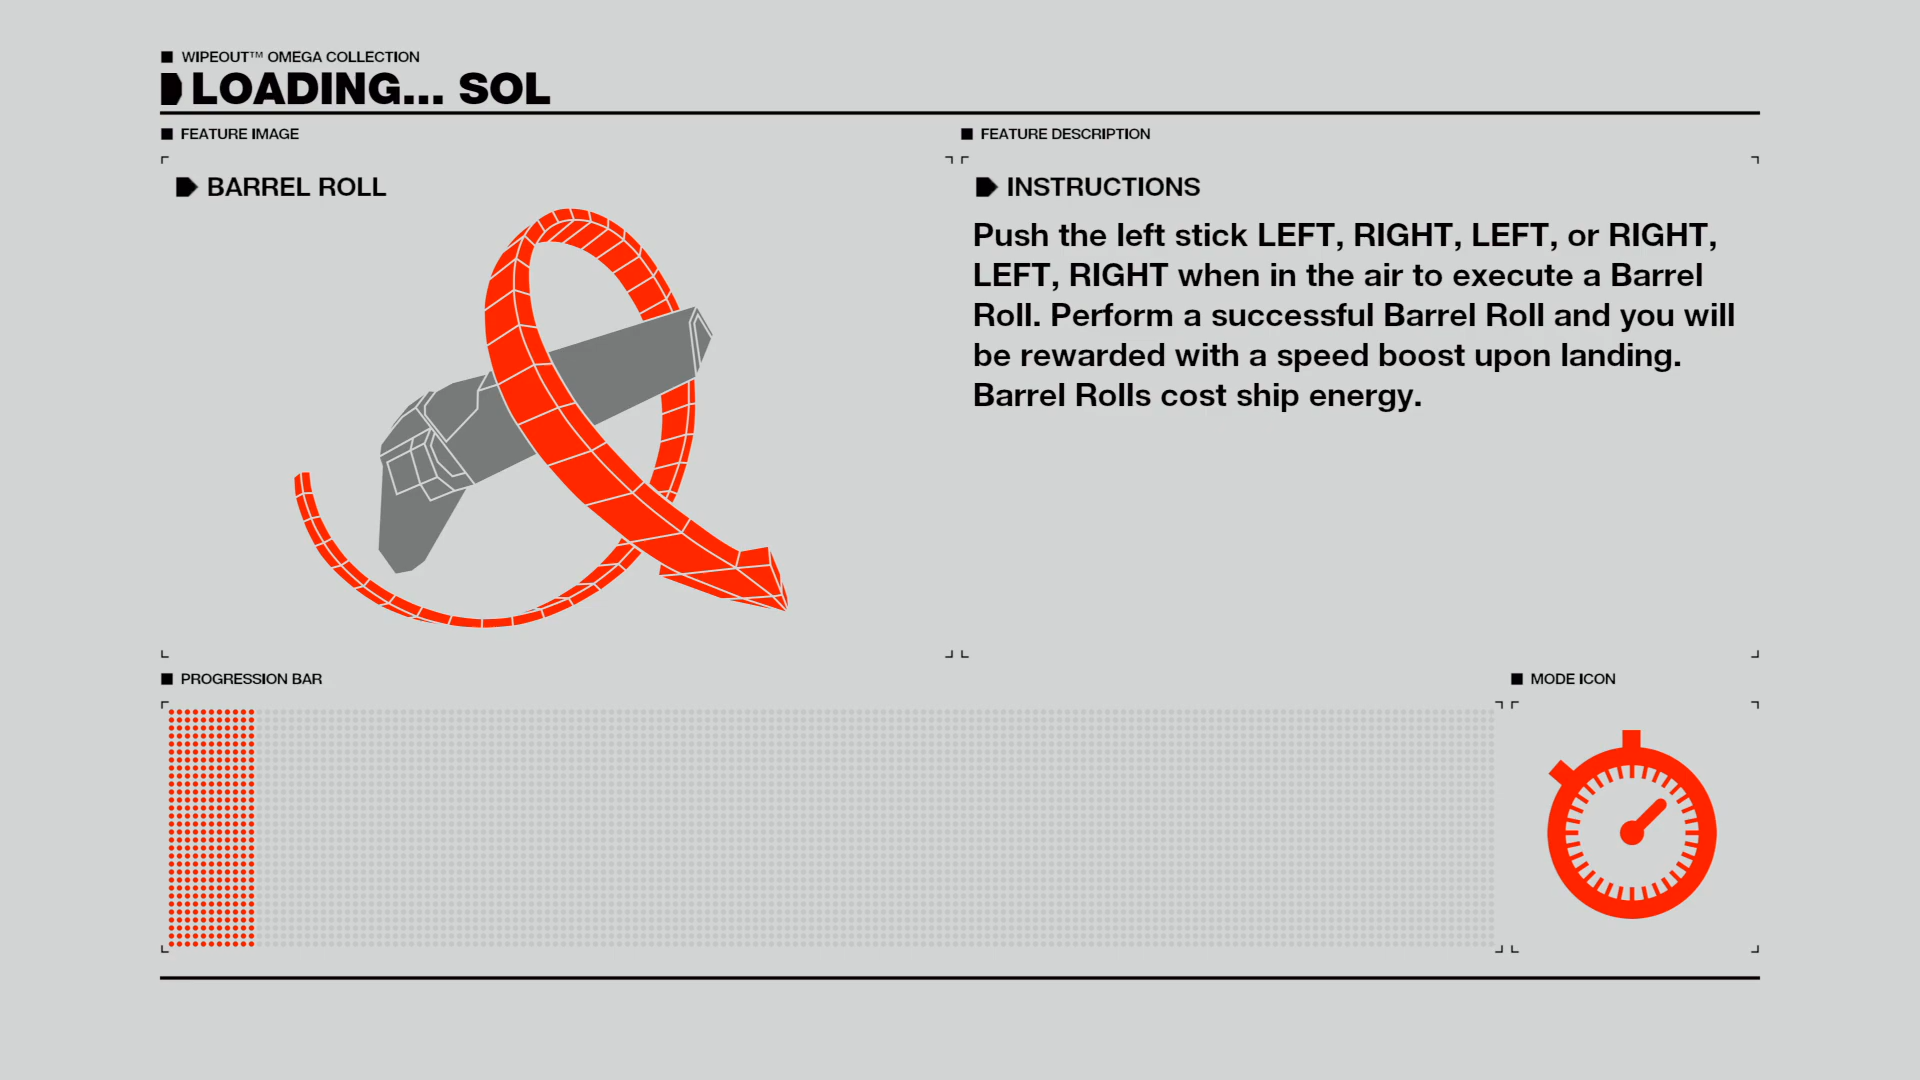 WIPEOUT™ OMEGA COLLECTION
LOADING... SOL
FEATURE IMAGE
BARREL ROLL
FEATURE DESCRIPTION
INSTRUCTIONS
Push the left stick LEFT, RIGHT, LEFT, or RIGHT,
LEFT, RIGHT when in the air to execute a Barrel
Roll. Perform a successful Barrel Roll and you will
be rewarded with a speed boost upon landing.
Barrel Rolls cost ship energy.
PROGRESSION BAR
MODE ICON